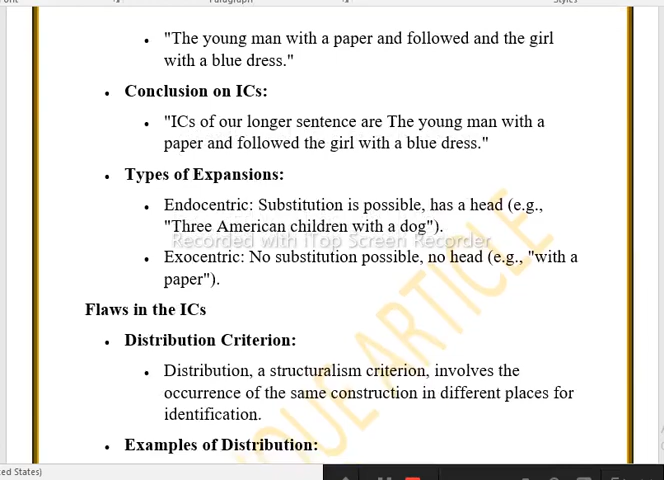 Paragraph
Styles
"The young man with a paper and followed and the girl
with a blue dress."
Conclusion on ICs:
"ICs of our longer sentence are The young man with a
paper and followed the girl with a blue dress."
Types of Expansions:
Endocentric: Substitution is possible, has a head (e.g.,
"Three American children with a dog").
Recorded with iTop Screen Recorder
Exocentric: No substitution possible, no head (e.g., "with a
paper").
Flaws in the ICs
Distribution Criterion:
Distribution, a structuralism criterion, involves the
occurrence of the same construction in different places for
identification.
Examples of Distribution:
QUE ARTICLE
ed States)